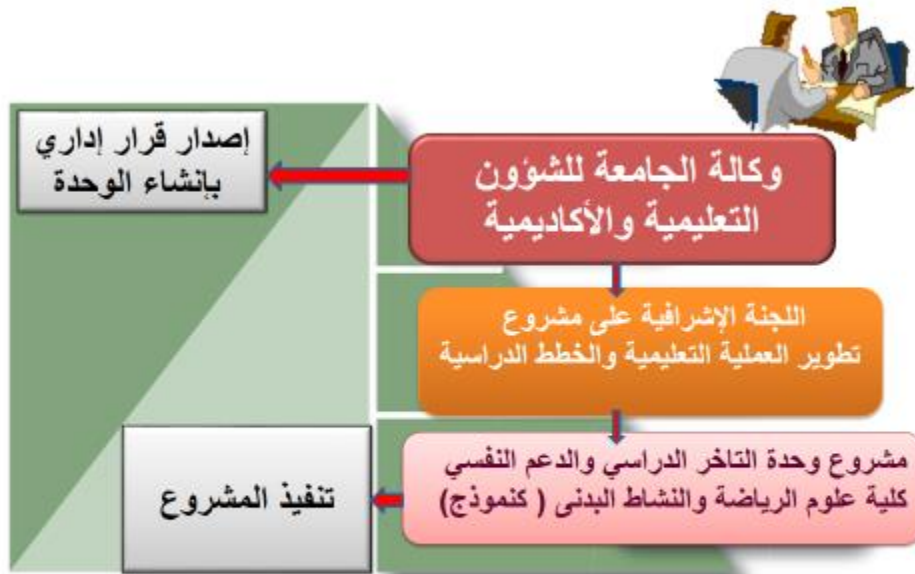 إصدار قرار إداري
بإنشاء الوحدة
وكالة الجامعة للشؤون
التعليمية والأكاديمية
اللجنة الإشرافية على مشروع
تطوير العملية التعليمية والخطط الدراسية
مشروع وحدة التاخر الدراسي والدعم النفسي
كلية علوم الرياضة والنشاط البدنى ( كنموذج)
تنفيذ المشروع